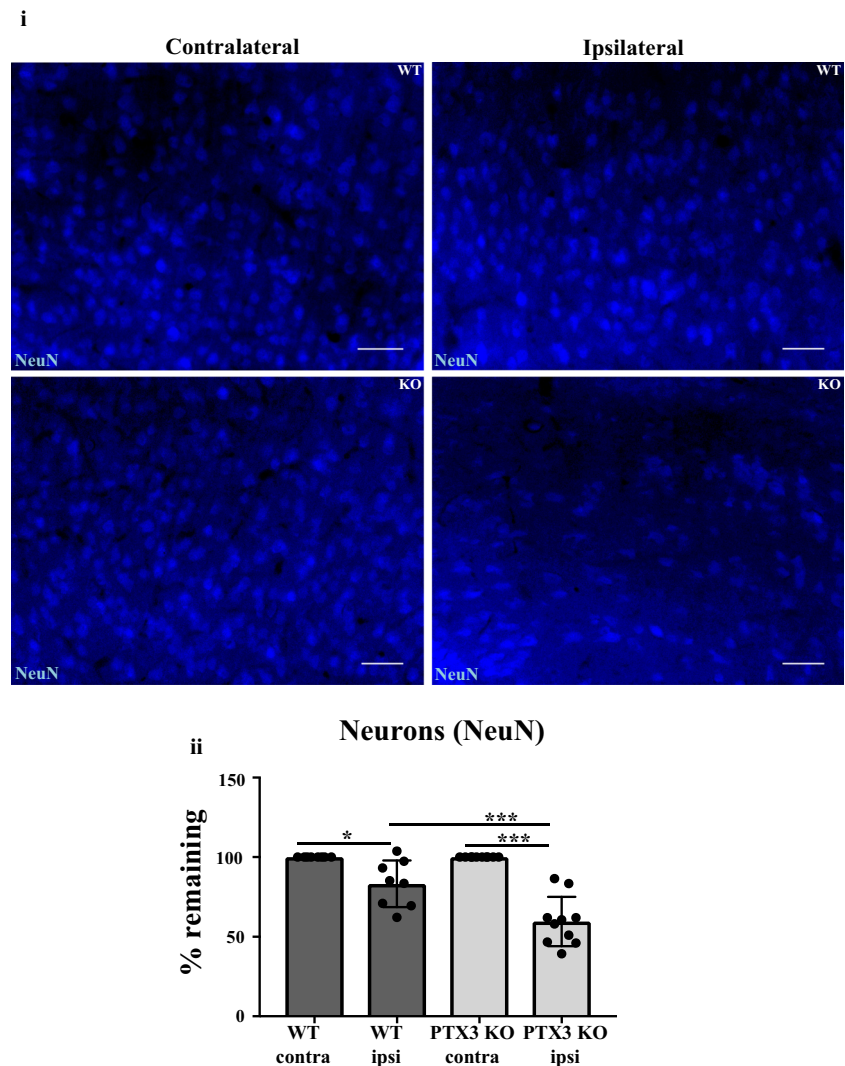 i
Contralateral
Ipsilateral
WT
NeuN
WT
NeuN
KO
NeuN
KO
NeuN
Neurons (NeuN)
ii
% remaining
150
100
50
0
*
***
***
WT contra
WT ipsi
PTX3 KO contra
PTX3 KO ipsi